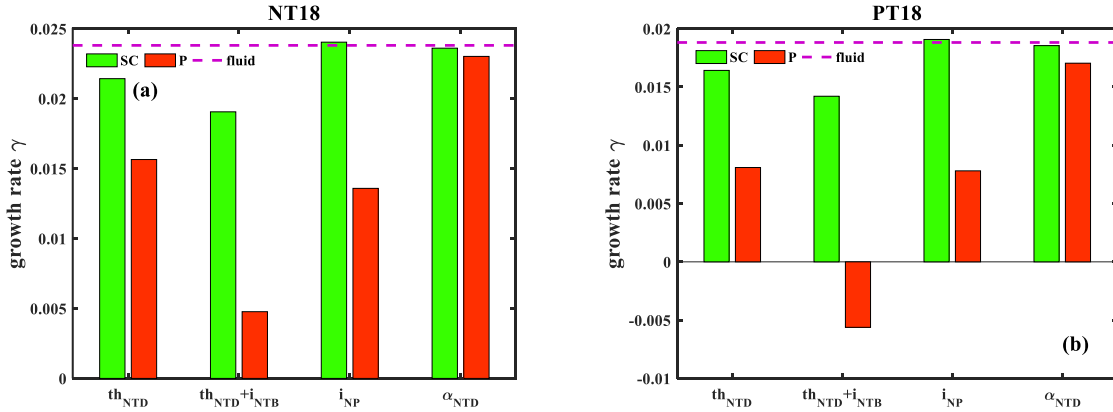 NT18
growth rate γ
0.025
0.02
0.015
0.01
0.005
0
SC P fluid
(a)
th_NTD th_NTD+i_NTB i_NP α_NTD
PT18
growth rate γ
0.02
0.015
0.01
0.005
0
-0.005
-0.01
SC P fluid
(b)
th_NTD th_NTD+i_NTB i_NP α_NTD